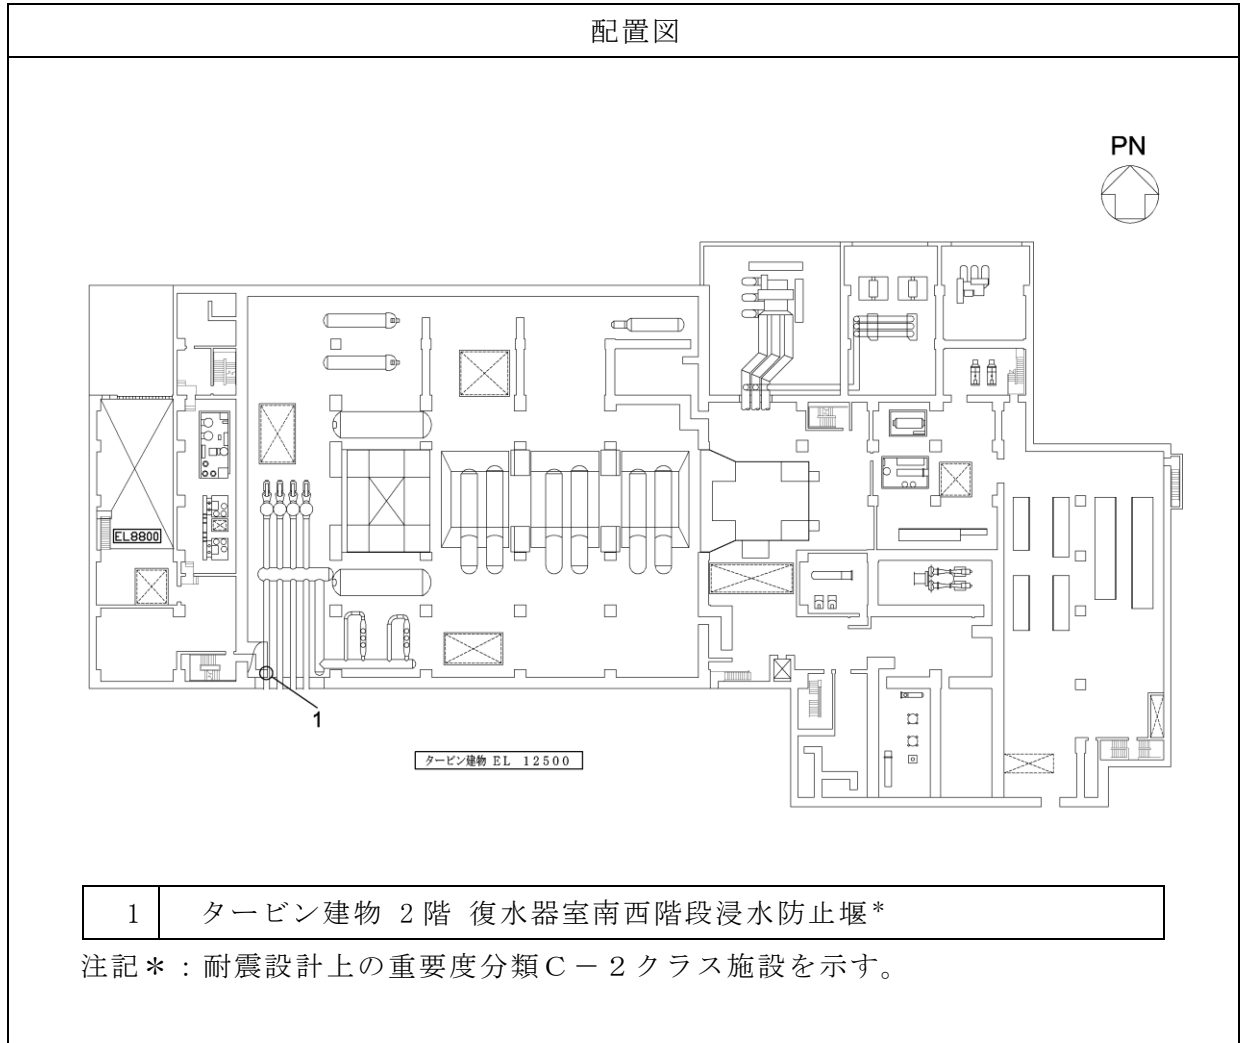 配置図
PN
EL8800
1
タービン建物 EL 12500
1 タービン建物 2階 復水器室南西階段浸水防止堰*
注記＊：耐震設計上の重要度分類Ｃ－２クラス施設を示す。